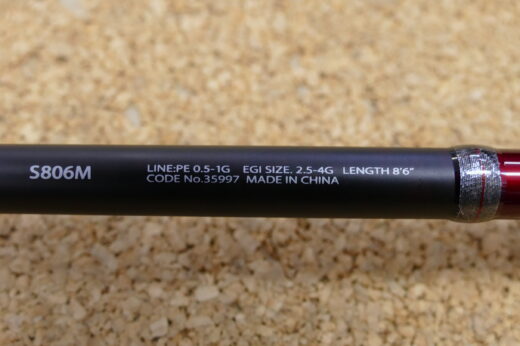 S806M
LINE:PE 0.5-1G EGI SIZE. 2.5-4G LENGTH 8'6"
CODE No.35997 MADE IN CHINA